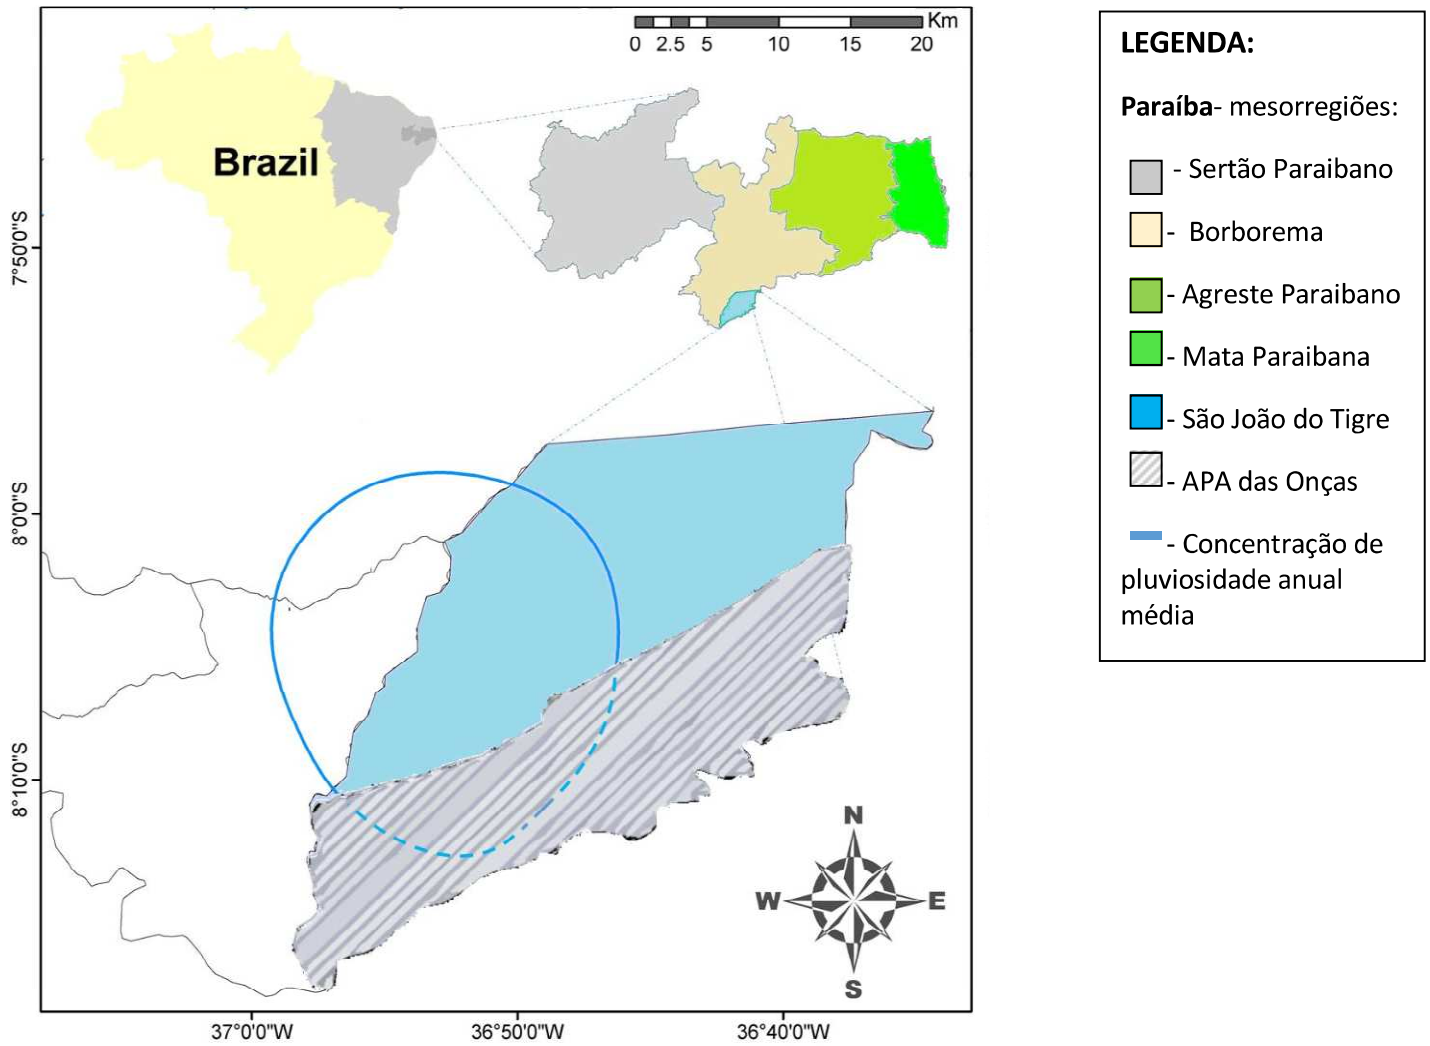 Km
0 2.5 5 10 15 20
Brazil
7°50'0"S
8°0'0"S
8°10'0"S
37°0'0"W
36°50'0"W
36°40'0"W
N
W
E
S
LEGENDA:
Paraíba- mesorregiões:
- Sertão Paraibano
- Borborema
- Agreste Paraibano
- Mata Paraibana
- São João do Tigre
- APA das Onças
- Concentração de
pluviosidade anual
média